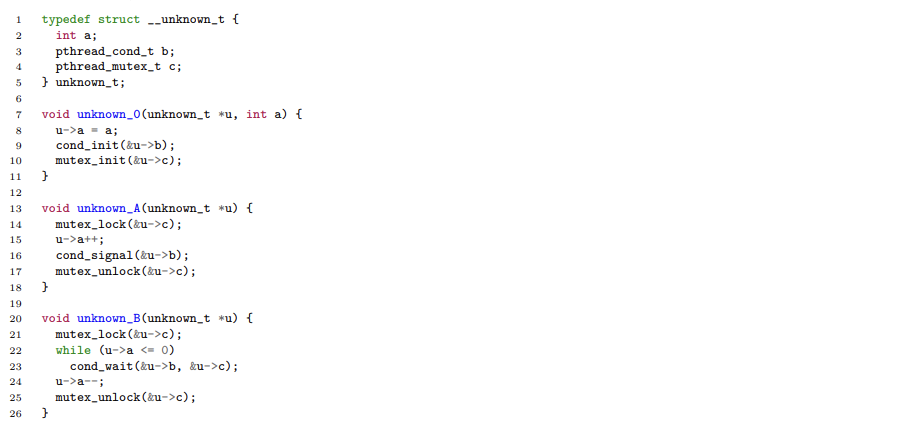 1 typedef struct __unknown_t {
2   int a;
3   pthread_cond_t b;
4   pthread_mutex_t c;
5 } unknown_t;
6
7 void unknown_0(unknown_t *u, int a) {
8   u->a = a;
9   cond_init(&u->b);
10   mutex_init(&u->c);
11 }
12
13 void unknown_A(unknown_t *u) {
14   mutex_lock(&u->c);
15   u->a++;
16   cond_signal(&u->b);
17   mutex_unlock(&u->c);
18 }
19
20 void unknown_B(unknown_t *u) {
21   mutex_lock(&u->c);
22   while (u->a <= 0)
23     cond_wait(&u->b, &u->c);
24   u->a--;
25   mutex_unlock(&u->c);
26 }